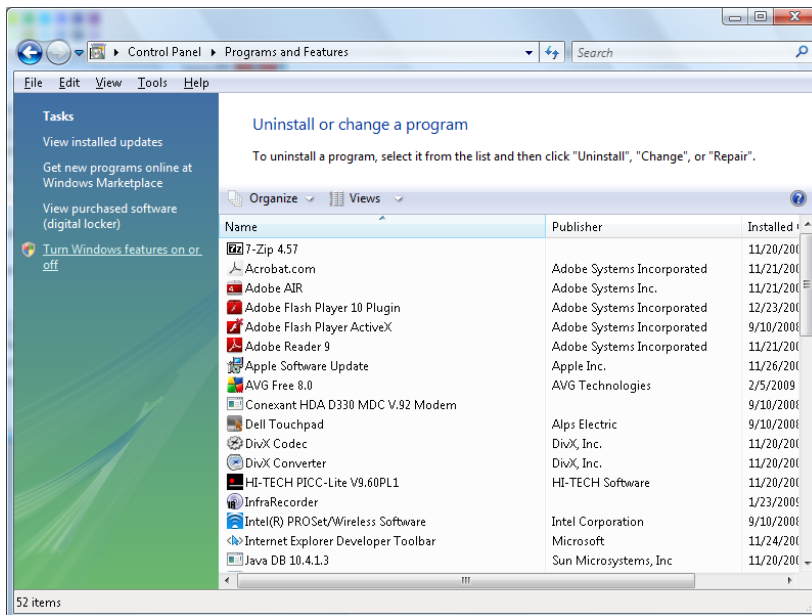 Control Panel Programs and Features Search
File Edit View Tools Help
Tasks
View installed updates
Get new programs online at
Windows Marketplace
View purchased software
(digital locker)
Turn Windows features on or
off
Uninstall or change a program
To uninstall a program, select it from the list and then click "Uninstall", "Change", or "Repair".
Organize Views
Name Publisher Installed
7-Zip 4.57 11/20/200
Acrobat.com Adobe Systems Incorporated 11/21/200
Adobe AIR Adobe Systems Inc. 11/21/200
Adobe Flash Player 10 Plugin Adobe Systems Incorporated 12/23/200
Adobe Flash Player ActiveX Adobe Systems Incorporated 9/10/2008
Adobe Reader 9 Adobe Systems Incorporated 11/21/200
Apple Software Update Apple Inc. 11/26/200
AVG Free 8.0 AVG Technologies 2/5/2009
Conexant HDA D330 MDC V.92 Modem 9/10/2008
Dell Touchpad Alps Electric 9/10/2008
DivX Codec DivX, Inc. 11/20/200
DivX Converter DivX, Inc. 11/20/200
HI-TECH PICC-Lite V9.60PL1 HI-TECH Software 11/20/200
InfraRecorder 1/23/2009
Intel(R) PROSet/Wireless Software Intel Corporation 9/10/2008
Internet Explorer Developer Toolbar Microsoft 11/24/200
Java DB 10.4.1.3 Sun Microsystems, Inc 11/20/200
52 items